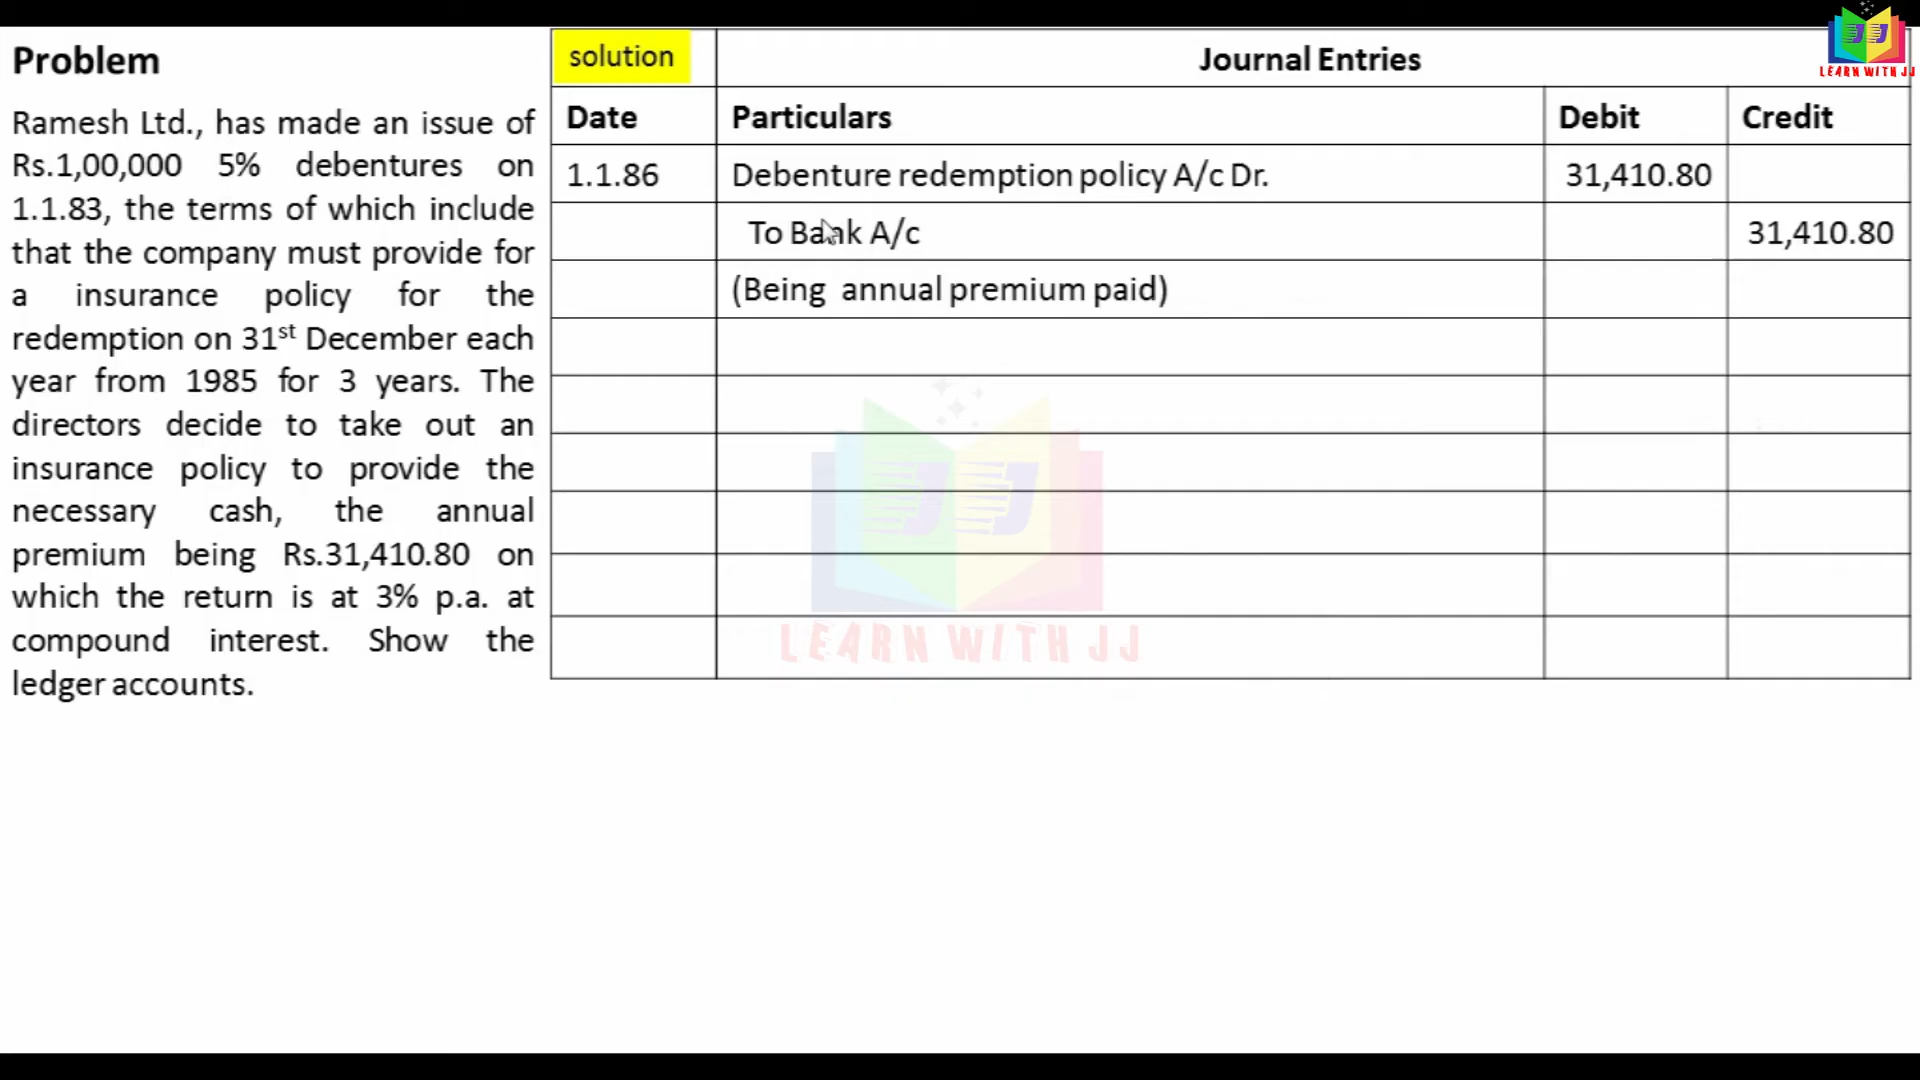 Problem
Ramesh Ltd., has made an issue of
Rs.1,00,000 5% debentures on
1.1.83, the terms of which include
that the company must provide for
a insurance policy for the
redemption on 31st December each
year from 1985 for 3 years. The
directors decide to take out an
insurance policy to provide the
necessary cash, the annual
premium being Rs.31,410.80 on
which the return is at 3% p.a. at
compound interest. Show the
ledger accounts.
solution Journal Entries
Date Particulars Debit Credit
1.1.86 Debenture redemption policy A/c Dr. 31,410.80
To Bank A/c 31,410.80
(Being annual premium paid)
JJ
LEARN WITH JJ
JJ
LEARN WITH JJ